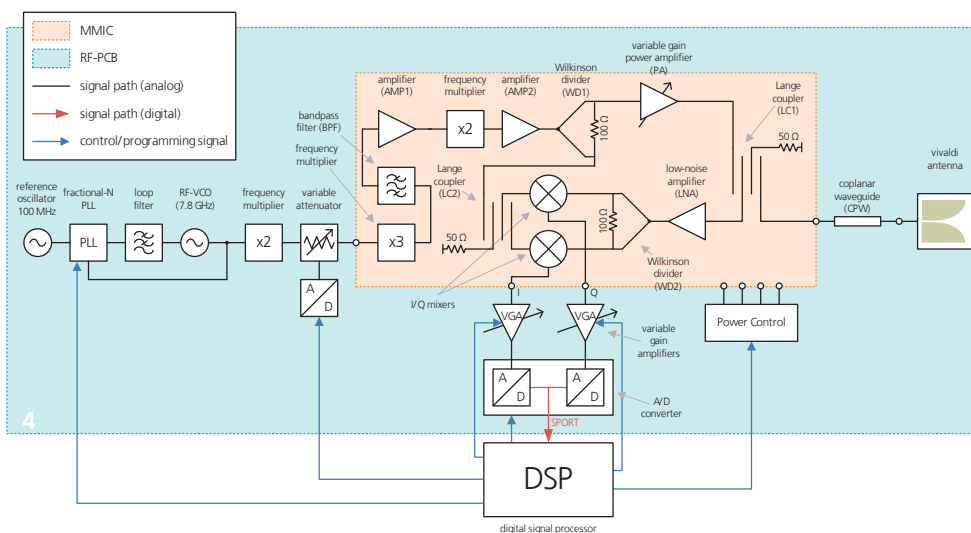 MMIC
RF-PCB
signal path (analog)
signal path (digital)
control/programming signal
reference
oscillator
100 MHz
fractional-N
PLL
loop
filter
RF-VCO
(7.8 GHz)
frequency
multiplier
variable
attenuator
PLL
x2
A
D
bandpass
filter (BPF)
frequency
multiplier
x3
amplifier
(AMP1)
frequency
multiplier
x2
amplifier
(AMP2)
Wilkinson
divider
(WD1)
100 Ω
variable gain
power amplifier
(PA)
Lange
coupler
(LC1)
50 Ω
Lange
coupler
(LC2)
50 Ω
low-noise
amplifier
(LNA)
100 Ω
Wilkinson
divider
(WD2)
I/Q mixers
coplanar
waveguide
(CPW)
vivaldi
antenna
I
Q
VGA
VGA
variable
gain
amplifiers
Power Control
A
D
A
D
A/D
converter
SPORT
4
DSP
digital signal processor